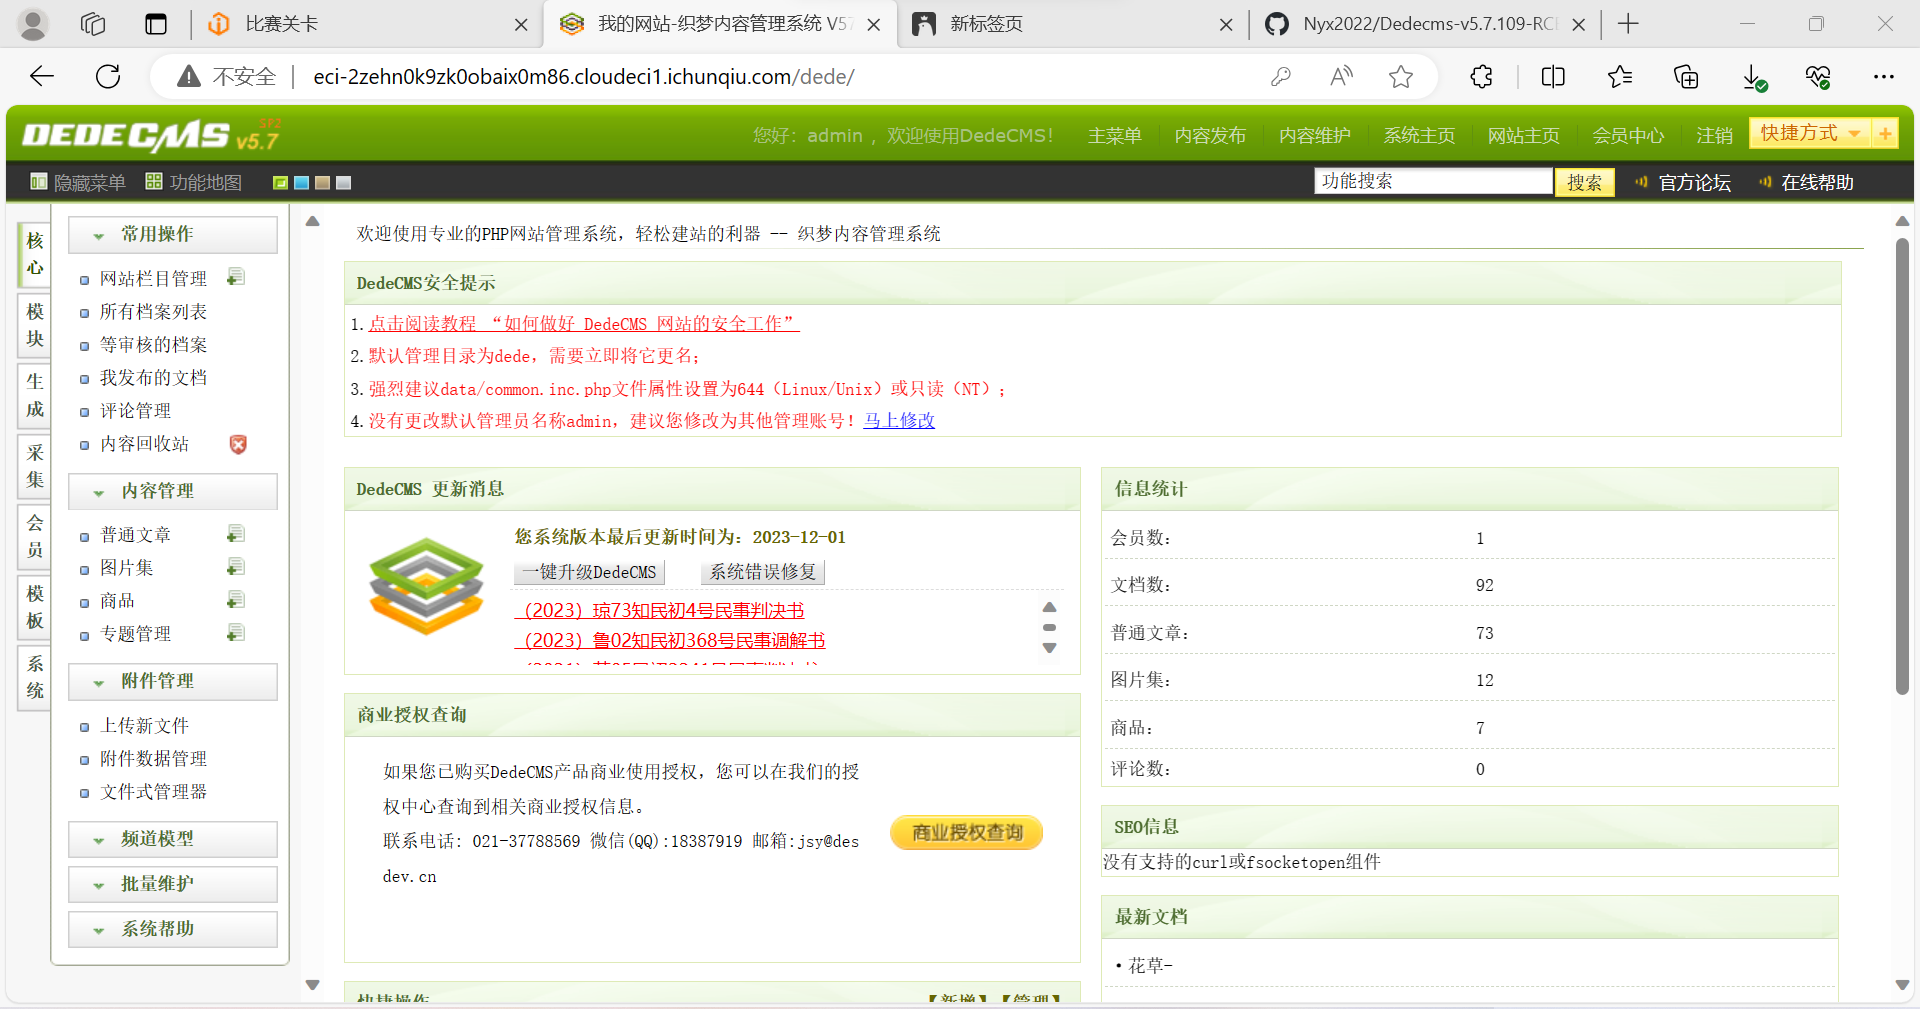 比赛关卡
我的网站-织梦内容管理系统 V57
新标签页
Nyx2022/Dedecms-v5.7.109-RCE
不安全
eci-2zehn0k9zk0obaix0m86.cloudeci1.ichunqiu.com/dede/
DEDECMS v5.7 SP2
您好：admin ，欢迎使用DedeCMS！
主菜单
内容发布
内容维护
系统主页
网站主页
会员中心
注销
快捷方式
+
隐藏菜单
功能地图
功能搜索
搜索
官方论坛
在线帮助
核心
模块
生成
采集
会员
模板
系统
常用操作
网站栏目管理
所有档案列表
等审核的档案
我发布的文档
评论管理
内容回收站
内容管理
普通文章
图片集
商品
专题管理
附件管理
上传新文件
附件数据管理
文件式管理器
频道模型
批量维护
系统帮助
欢迎使用专业的PHP网站管理系统，轻松建站的利器 -- 织梦内容管理系统
DedeCMS安全提示
1. 点击阅读教程 “如何做好 DedeCMS 网站的安全工作”
2. 默认管理目录为dede，需要立即将它更名；
3. 强烈建议data/common.inc.php文件属性设置为644（Linux/Unix）或只读（NT）；
4. 没有更改默认管理员名称admin，建议您修改为其他管理账号！马上修改
DedeCMS 更新消息
您系统版本最后更新时间为：2023-12-01
一键升级DedeCMS
系统错误修复
（2023）琼73知民初4号民事判决书
（2023）鲁02知民初368号民事调解书
商业授权查询
如果您已购买DedeCMS产品商业使用授权，您可以在我们的授
权中心查询到相关商业授权信息。
联系电话: 021-37788569 微信(QQ):18387919 邮箱:jsy@des
dev.cn
商业授权查询
快捷操作
【新增】【管理】
信息统计
会员数： 1
文档数： 92
普通文章： 73
图片集： 12
商品： 7
评论数： 0
SEO信息
没有支持的curl或fsocketopen组件
最新文档
·花草-